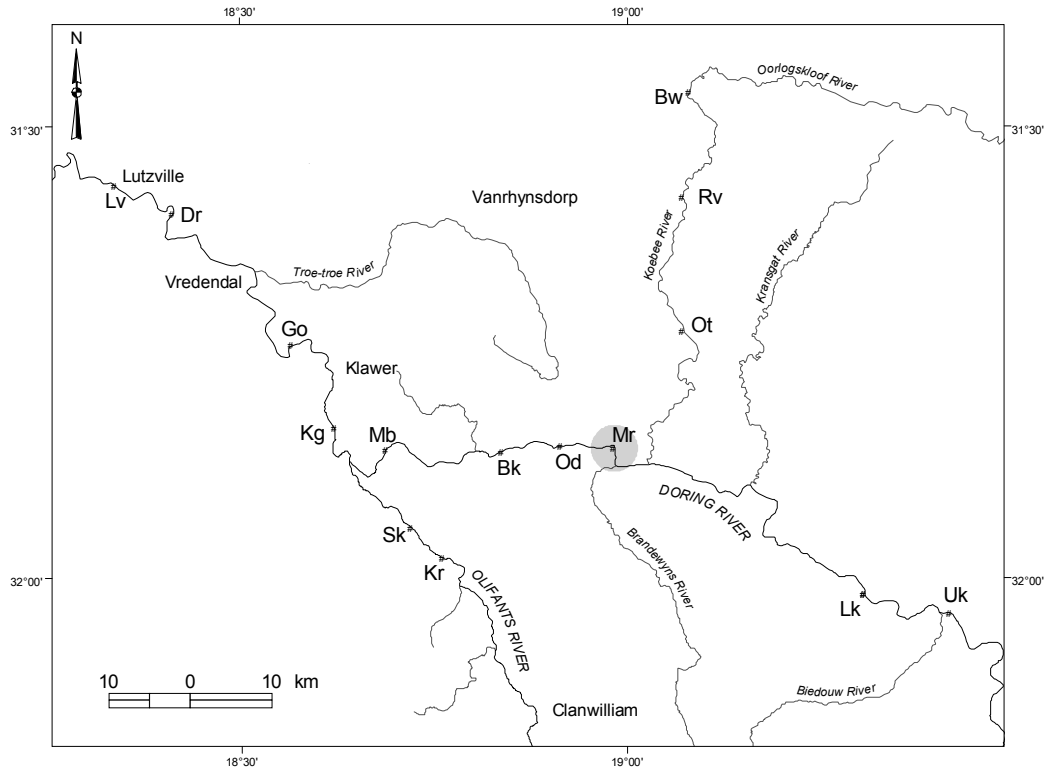 18°30' 19°00'
N
Oorlogskloof River
Bw
31°30' 31°30'
Lutzville
Lv
Dr
Vanrhynsdorp
Rv
Koebee River
Kransgat River
Troe-troe River
Vredendal
Go
Ot
Klawer
Kg
Mb
Mr
Bk
Od
DORING RIVER
Sk
Brandewyns River
Kr
32°00' 32°00'
OLIFANTS RIVER
Lk
Uk
10 0 10 km
Biedouw River
Clanwilliam
18°30' 19°00'